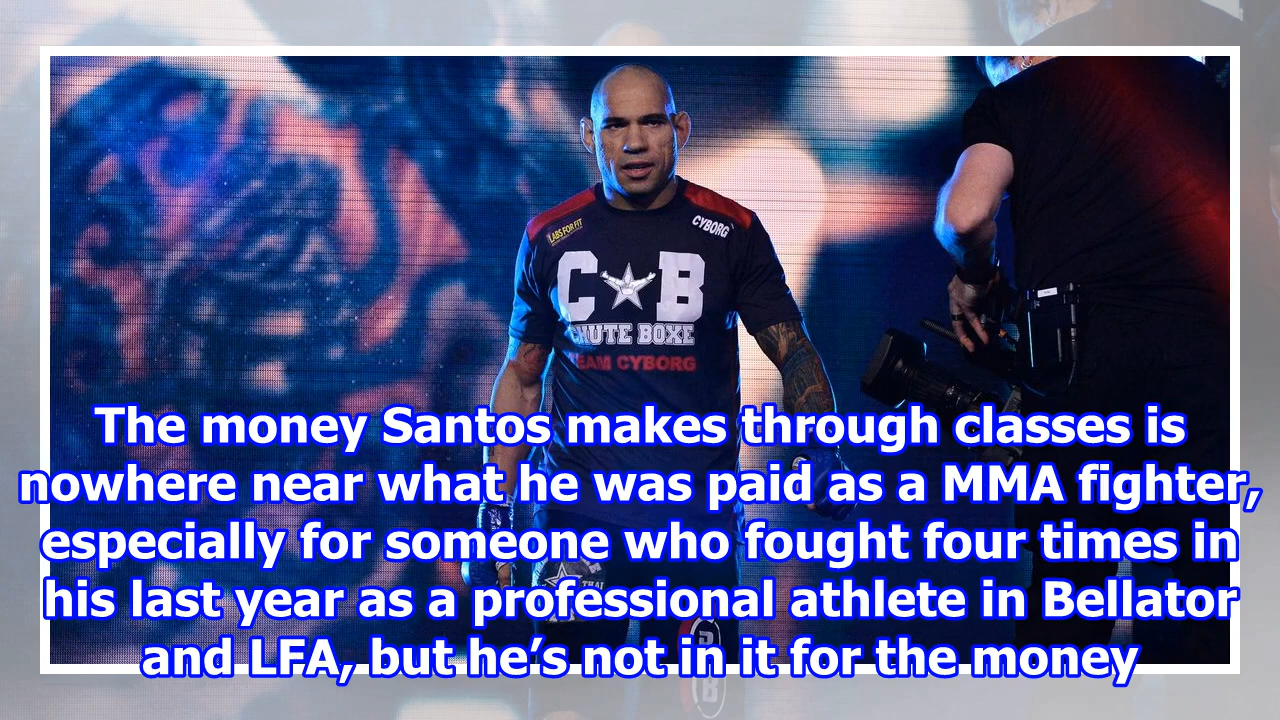 LABS FOR FIT
CYBORG
C B
CHUTE BOXE
TEAM CYBORG
The money Santos makes through classes is
nowhere near what he was paid as a MMA fighter,
especially for someone who fought four times in
his last year as a professional athlete in Bellator
and LFA, but he’s not in it for the money
THAI
B
B